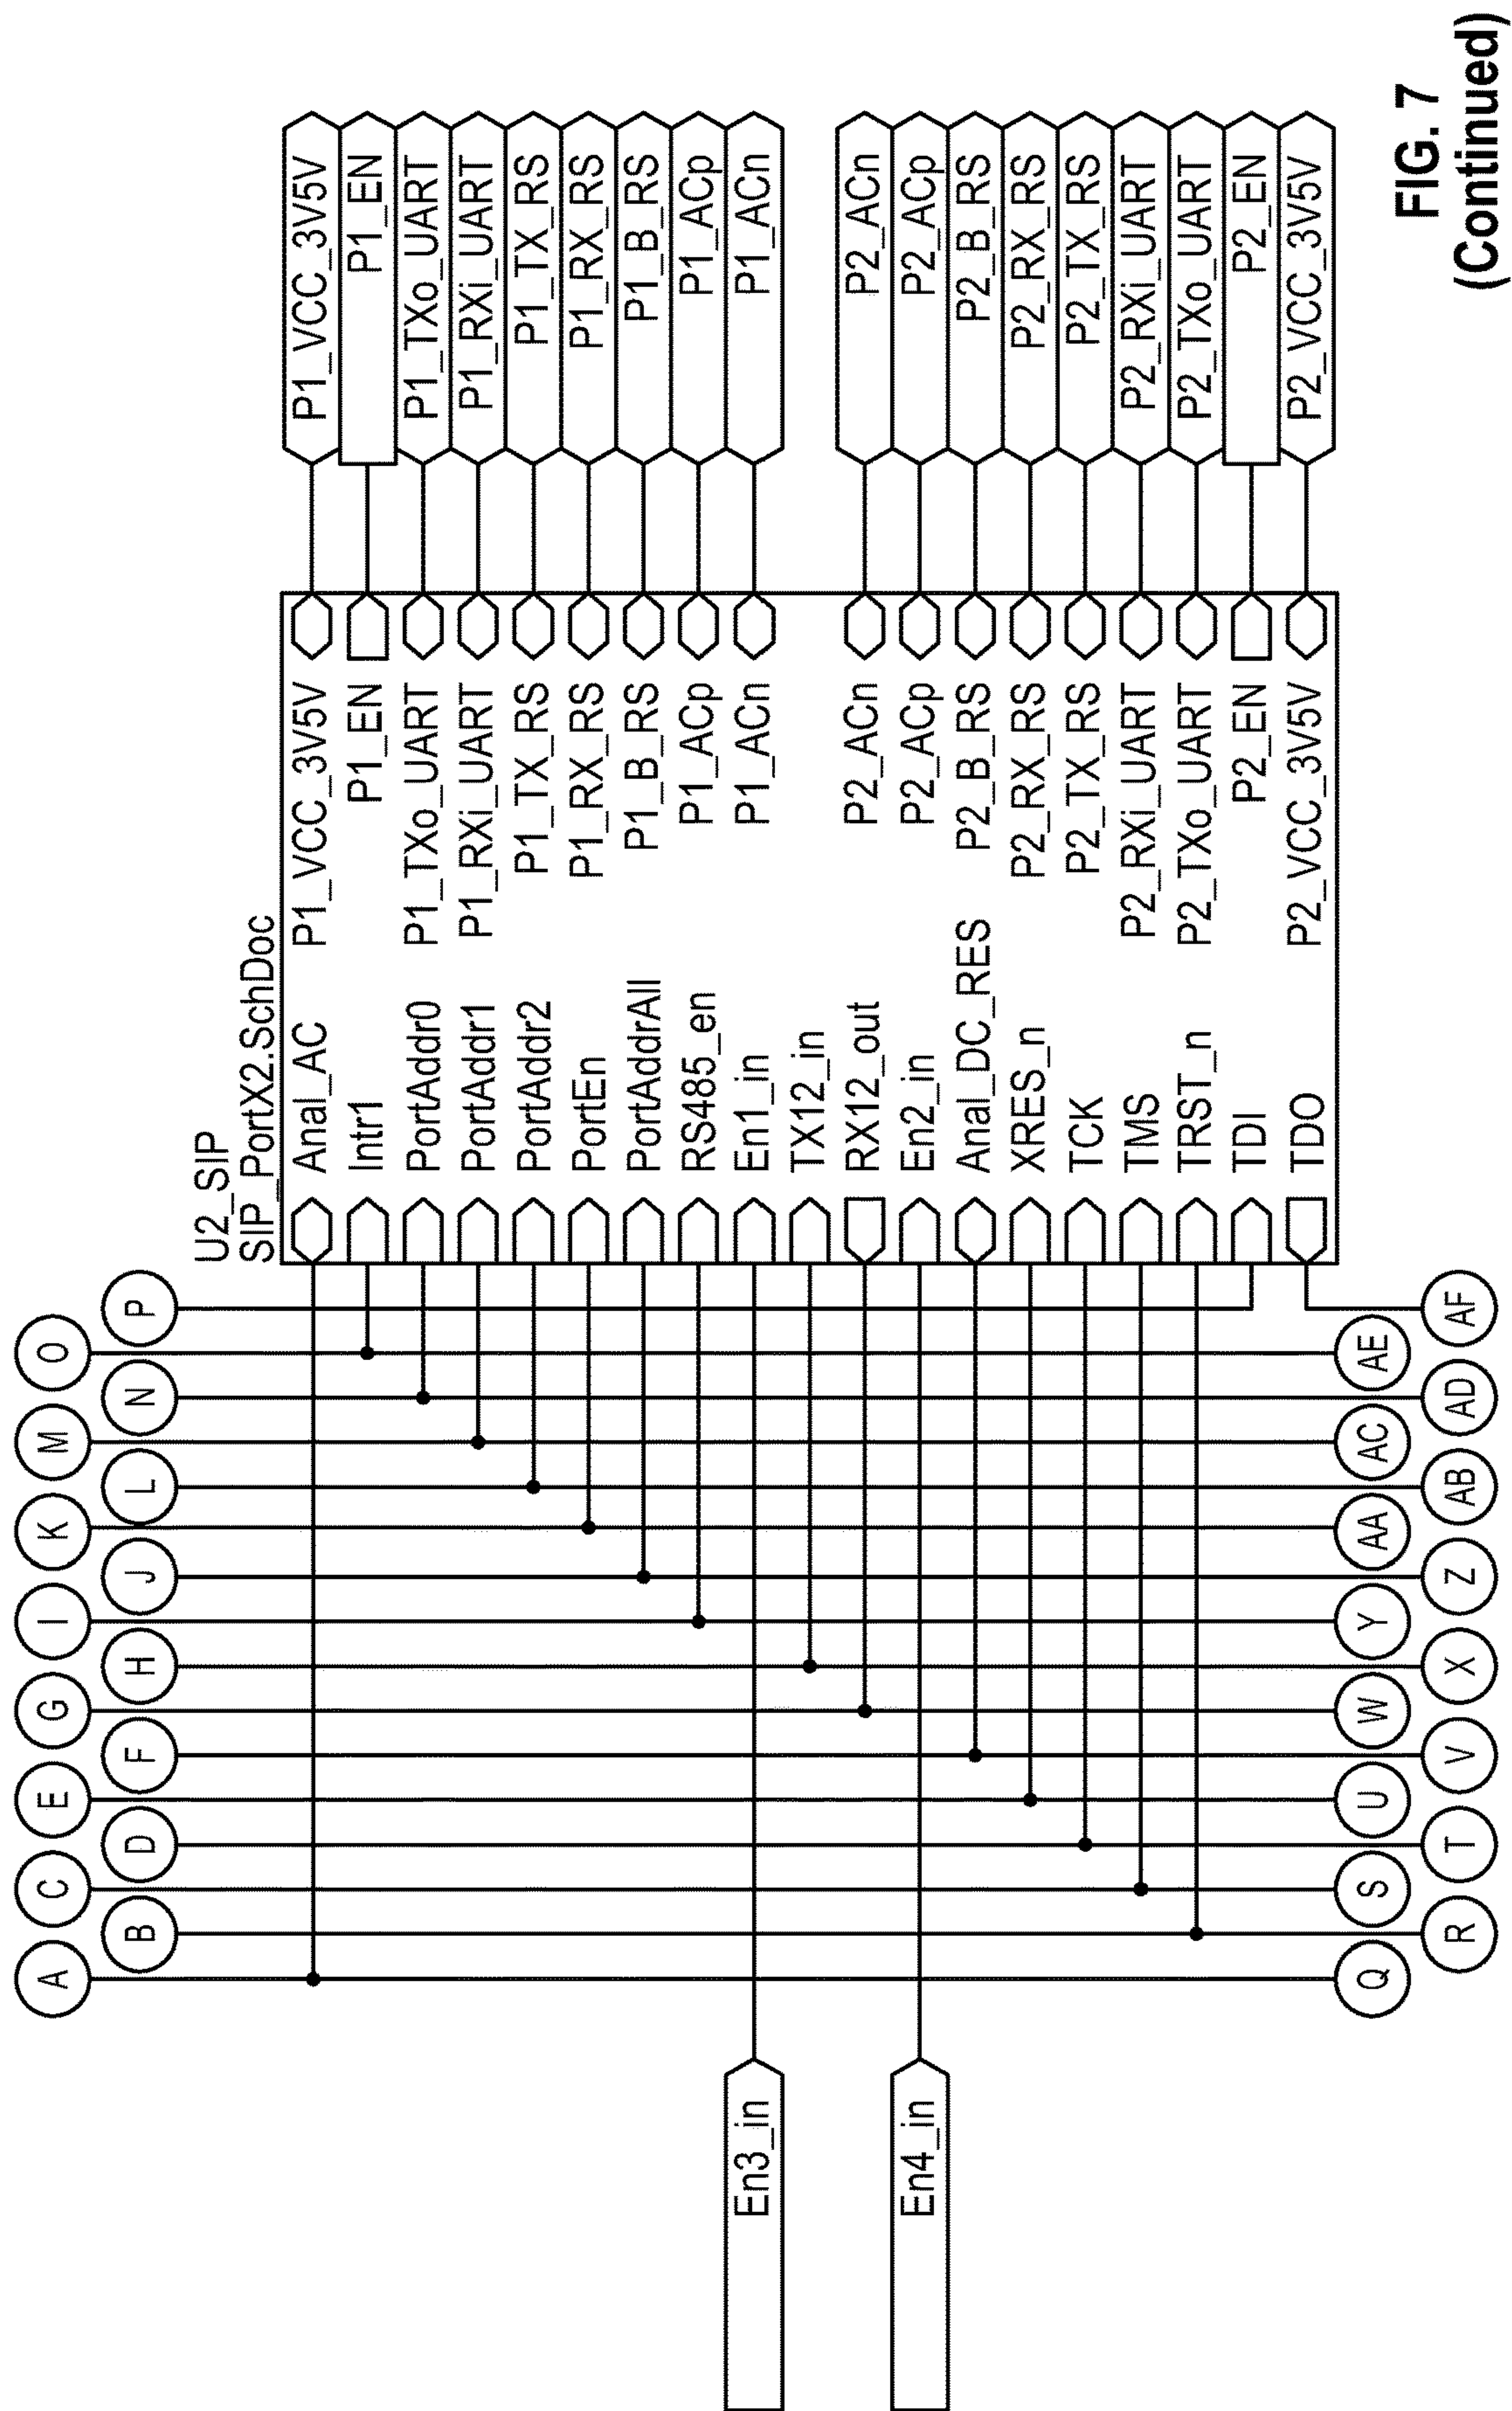 A
C
E
G
I
K
M
O
B
D
F
H
J
L
N
P
U2_SIP
SIP_PortX2.SchDoc
Anal_AC P1_VCC_3V5V P1_VCC_3V5V
Intr1 P1_EN P1_EN
PortAddr0 P1_TXo_UART P1_TXo_UART
PortAddr1 P1_RXi_UART P1_RXi_UART
PortAddr2 P1_TX_RS P1_TX_RS
PortEn P1_RX_RS P1_RX_RS
PortAddrAll P1_B_RS P1_B_RS
RS485_en P1_ACp P1_ACp
En3_in En1_in P1_ACn P1_ACn
TX12_in
RX12_out P2_ACn P2_ACn
En4_in En2_in P2_ACp P2_ACp
Anal_DC_RES P2_B_RS P2_B_RS
XRES_n P2_RX_RS P2_RX_RS
TCK P2_TX_RS P2_TX_RS
TMS P2_RXi_UART P2_RXi_UART
TRST_n P2_TXo_UART P2_TXo_UART
TDI P2_EN P2_EN
TDO P2_VCC_3V5V P2_VCC_3V5V
Q
S
U
W
Y
AA
AC
AE
R
T
V
X
Z
AB
AD
AF
FIG. 7
(Continued)